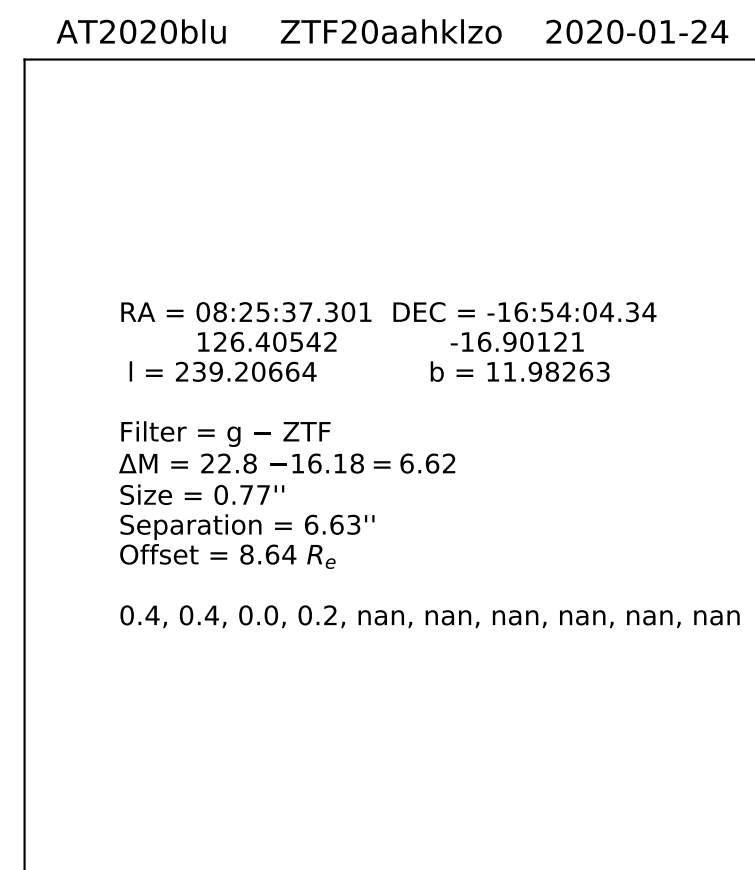 AT2020blu ZTF20aahklzo 2020-01-24
RA = 08:25:37.301 DEC = -16:54:04.34
126.40542 -16.90121
l = 239.20664 b = 11.98263
Filter = g − ZTF
ΔM = 22.8 −16.18 = 6.62
Size = 0.77''
Separation = 6.63''
Offset = 8.64 Re
0.4, 0.4, 0.0, 0.2, nan, nan, nan, nan, nan, nan